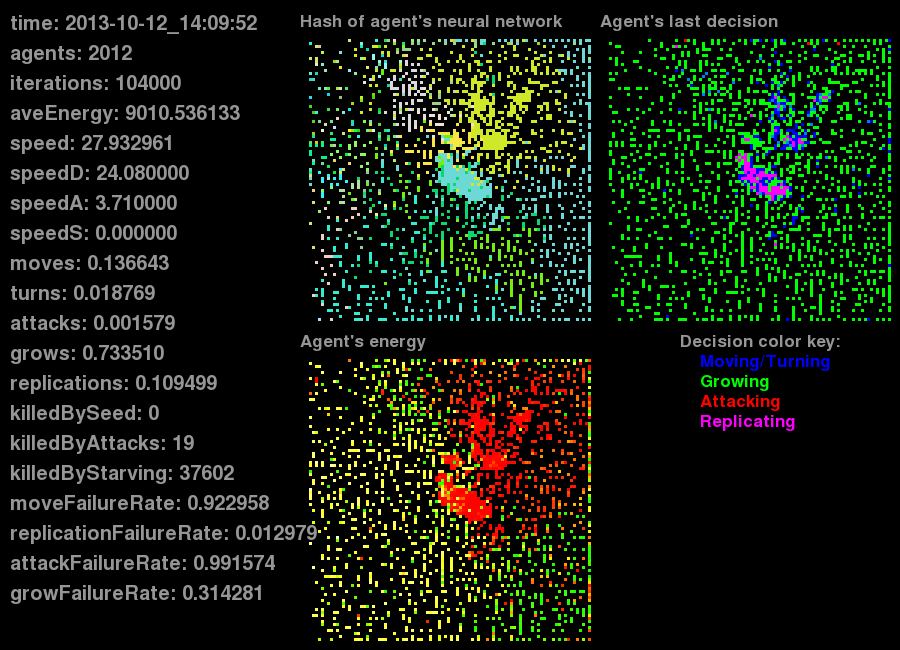 time: 2013-10-12_14:09:52
agents: 2012
iterations: 104000
aveEnergy: 9010.536133
speed: 27.932961
speedD: 24.080000
speedA: 3.710000
speedS: 0.000000
moves: 0.136643
turns: 0.018769
attacks: 0.001579
grows: 0.733510
replications: 0.109499
killedBySeed: 0
killedByAttacks: 19
killedByStarving: 37602
moveFailureRate: 0.922958
replicationFailureRate: 0.012979
attackFailureRate: 0.991574
growFailureRate: 0.314281
Hash of agent's neural network
Agent's last decision
Agent's energy
Decision color key:
Moving/Turning
Growing
Attacking
Replicating